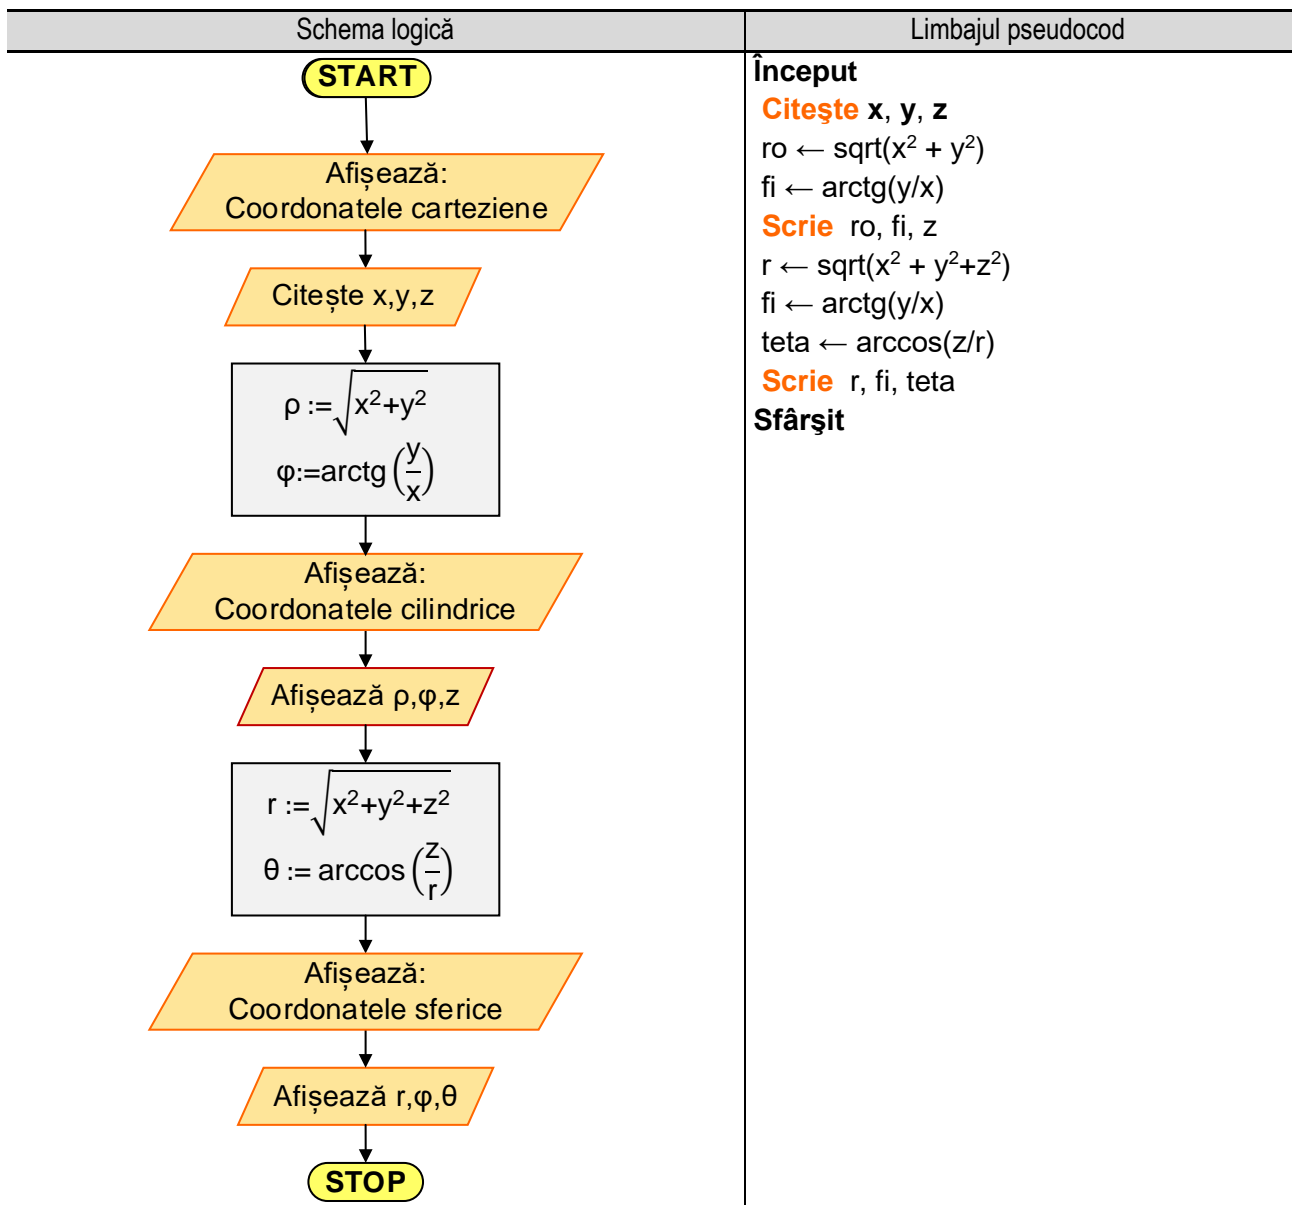 Schema logică
Limbajul pseudocod
START
Afișează:
Coordonatele carteziene
Citește x,y,z
ρ := √x²+y²
φ:=arctg (y/x)
Afișează:
Coordonatele cilindrice
Afișează ρ,φ,z
r := √x²+y²+z²
θ := arccos (z/r)
Afișează:
Coordonatele sferice
Afișează r,φ,θ
STOP
Început
Citeşte x, y, z
ro ← sqrt(x² + y²)
fi ← arctg(y/x)
Scrie ro, fi, z
r ← sqrt(x² + y²+z²)
fi ← arctg(y/x)
teta ← arccos(z/r)
Scrie r, fi, teta
Sfârşit